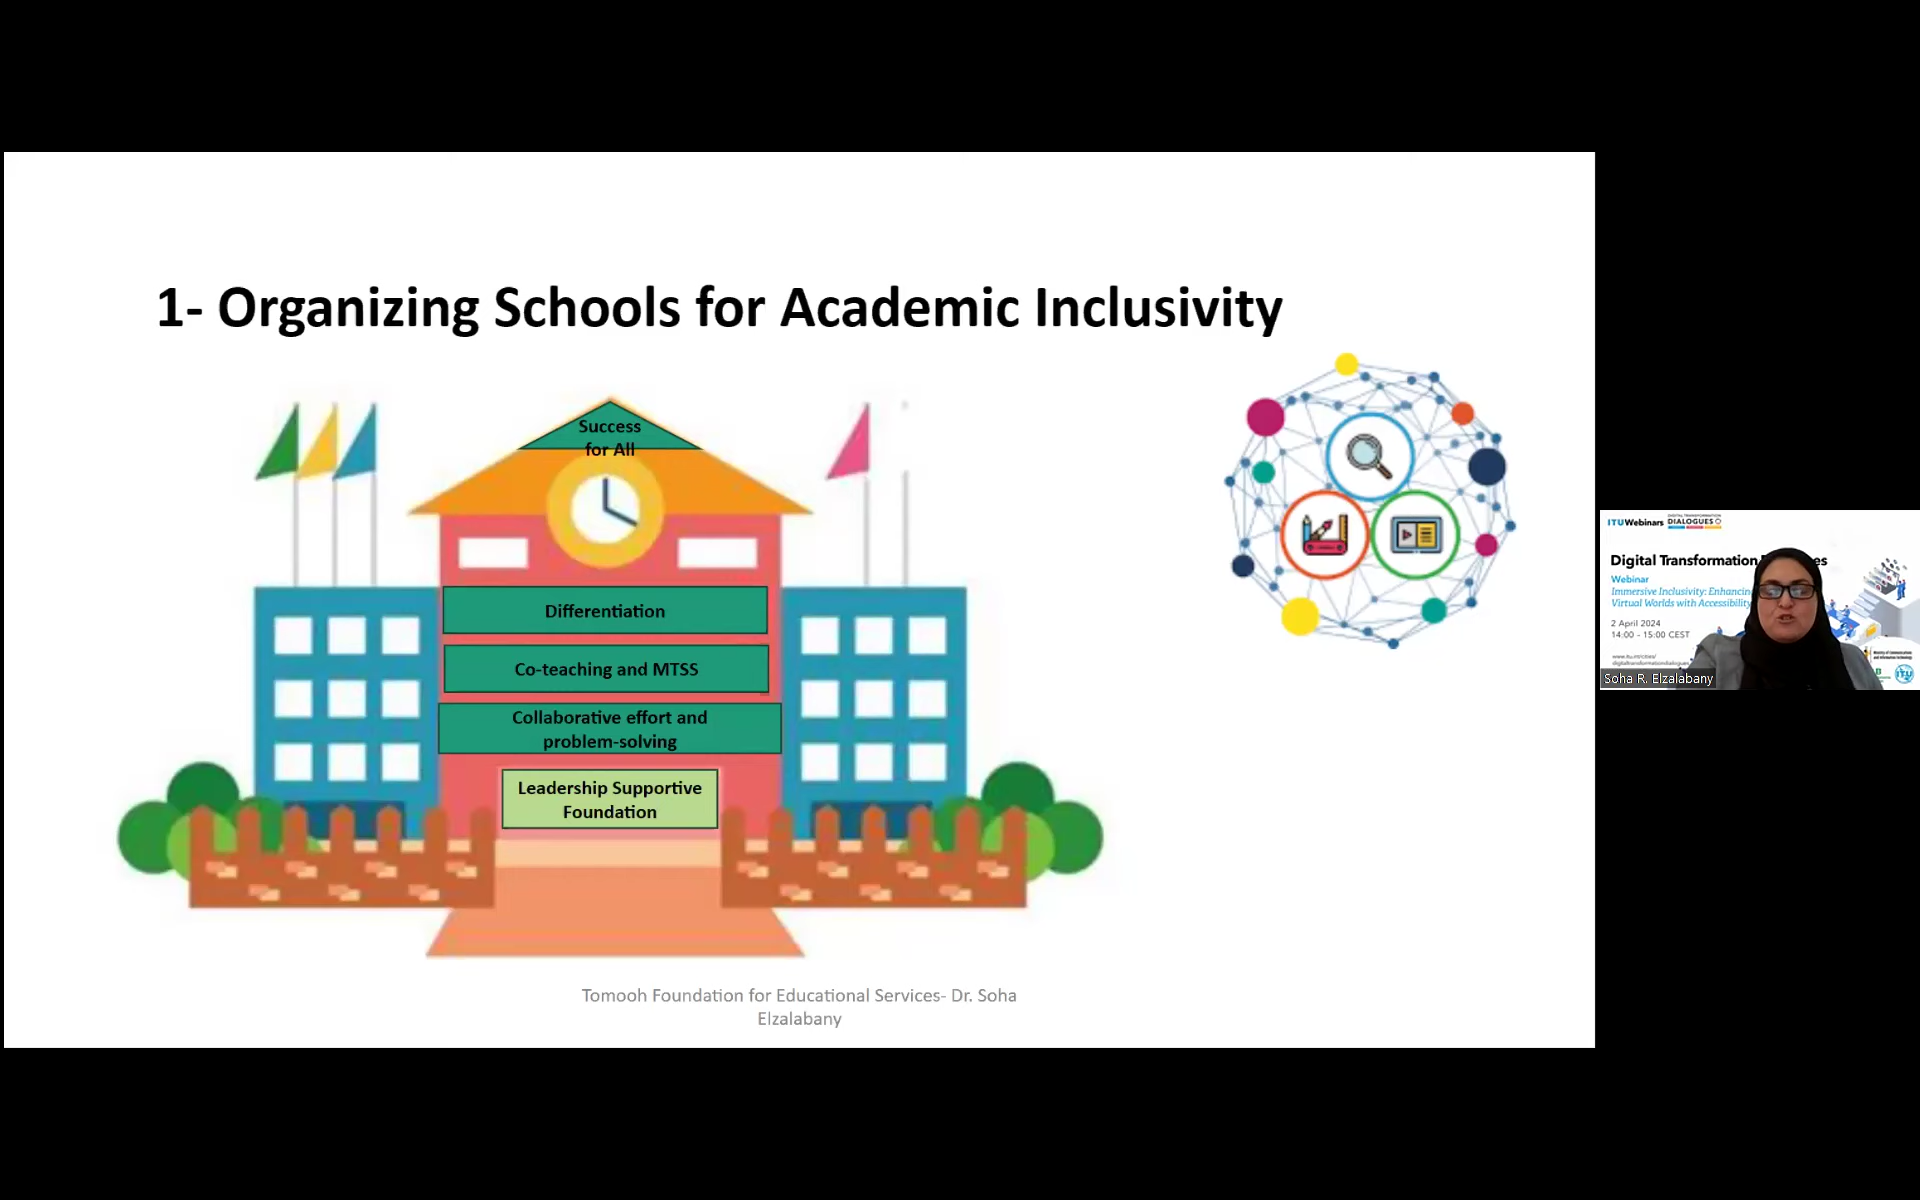 1- Organizing Schools for Academic Inclusivity
Success
for All
Differentiation
Co-teaching and MTSS
Collaborative effort and
problem-solving
Leadership Supportive
Foundation
Tomooh Foundation for Educational Services- Dr. Soha
Elzalabany
ITUWebinars
DIGITAL TRANSFORMATION
DIALOGUES
Digital Transformation
Webinar
Immersive Inclusivity: Enhancing
Virtual Worlds with Accessibility
2 April 2024
14:00 - 15:00 CEST
www.itu.int/cities/
digitaltransformationdialogues
Soha R. Elzalabany